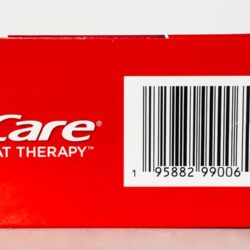 Care®
AT THERAPY™
1 95882 99006